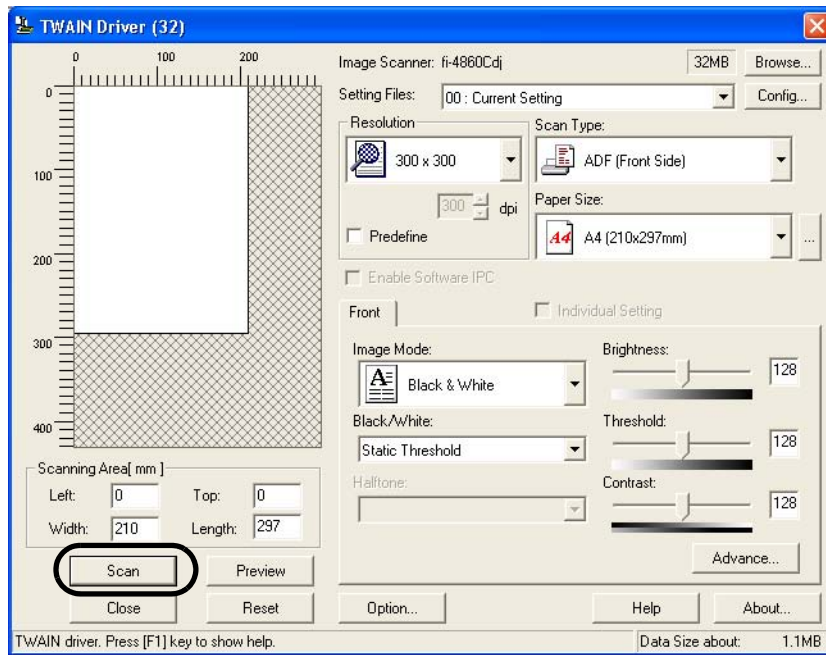 TWAIN Driver (32)
0 100 200
0
100
200
300
400
Image Scanner: fi-4860Cdj 32MB Browse...
Setting Files: 00 : Current Setting Config...
Resolution
300 x 300
300 dpi
Predefine
Scan Type:
ADF (Front Side)
Paper Size:
A4 A4 (210x297mm) ...
Enable Software IPC
Front Individual Setting
Image Mode:
A Black & White
Black/White:
Static Threshold
Halftone:
Brightness:
128
Threshold:
128
Contrast:
128
Advance...
Scanning Area[ mm ]
Left: 0 Top: 0
Width: 210 Length: 297
Scan Preview
Close Reset Option... Help About...
TWAIN driver. Press [F1] key to show help. Data Size about: 1.1MB